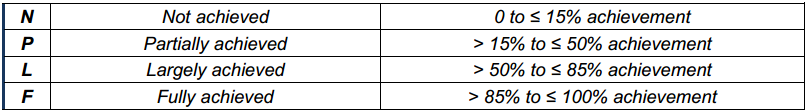 N Not achieved 0 to ≤ 15% achievement
P Partially achieved > 15% to ≤ 50% achievement
L Largely achieved > 50% to ≤ 85% achievement
F Fully achieved > 85% to ≤ 100% achievement